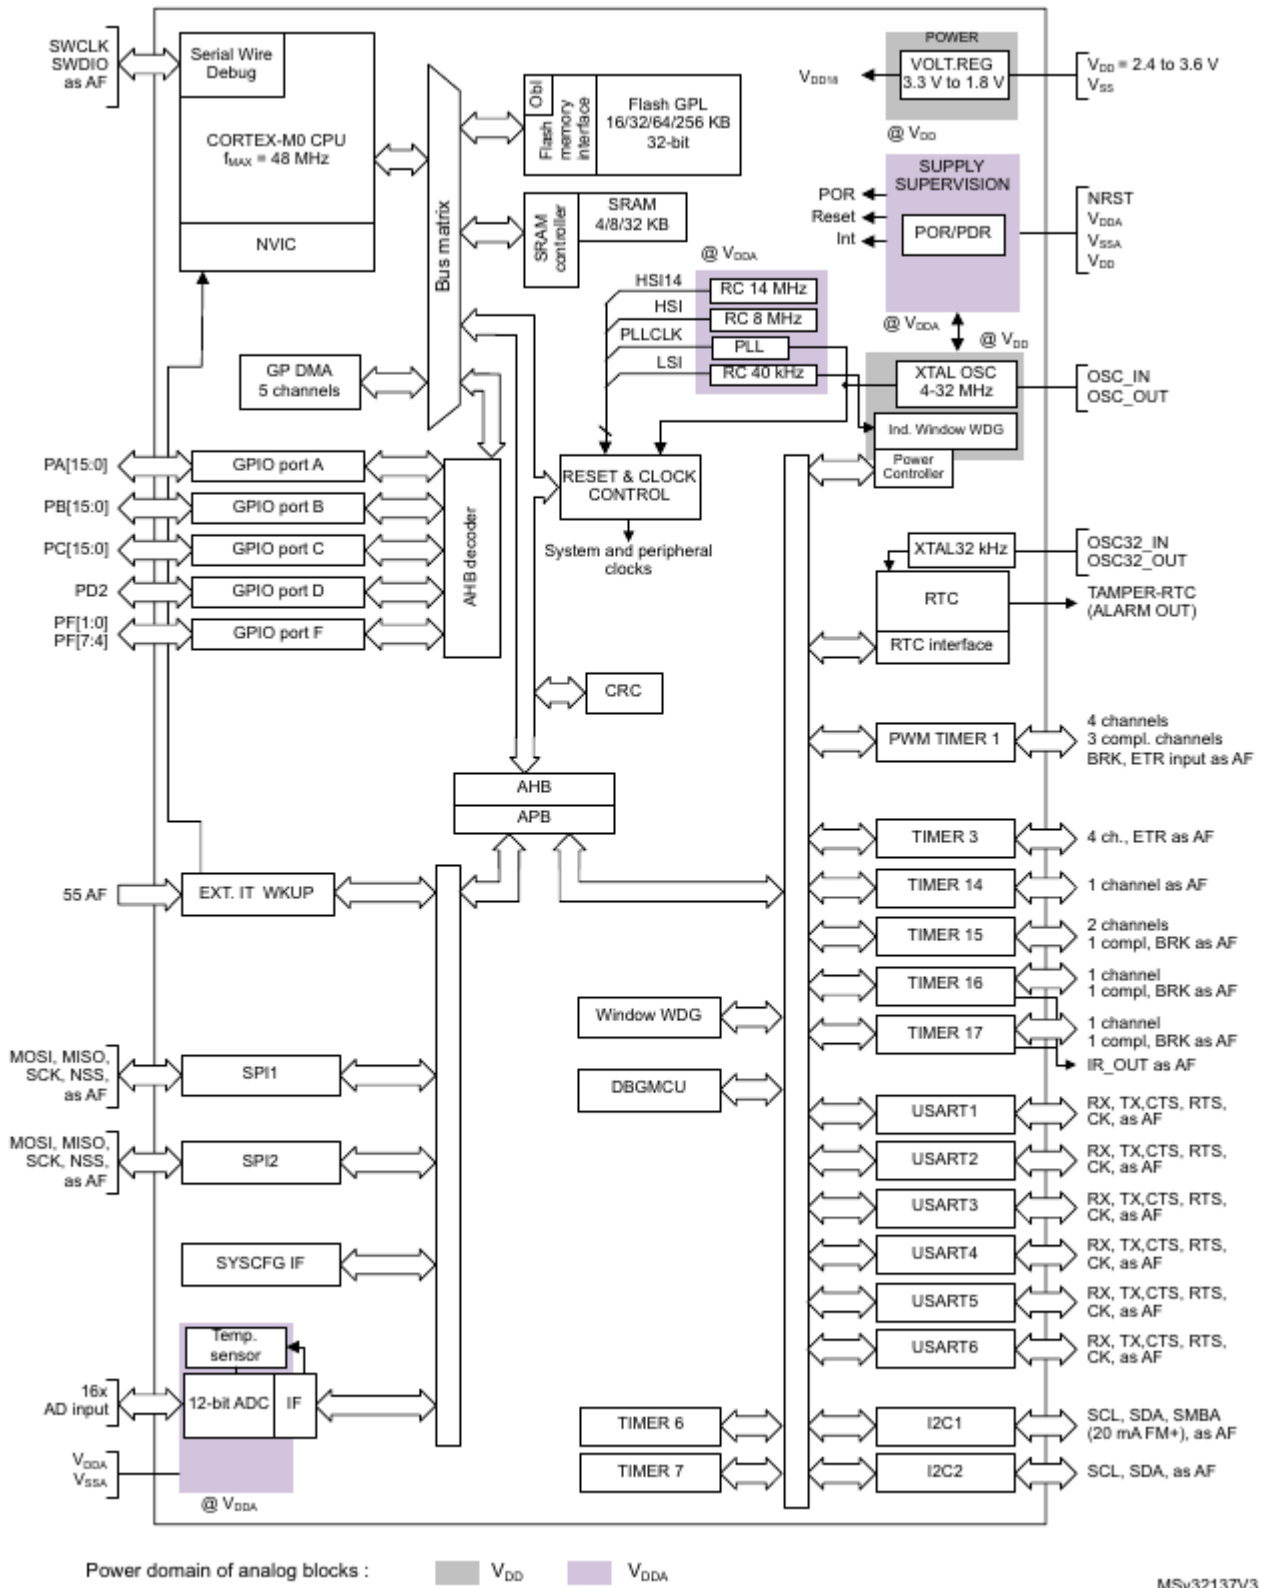 SWCLK
SWDIO
as AF
Serial Wire
Debug
CORTEX-M0 CPU
fMAX = 48 MHz
NVIC
Bus matrix
Obl
Flash
memory
interface
Flash GPL
16/32/64/256 KB
32-bit
SRAM
controller
SRAM
4/8/32 KB
POWER
VOLT.REG
3.3 V to 1.8 V
VDD18
VDD = 2.4 to 3.6 V
VSS
@ VDD
SUPPLY
SUPERVISION
POR
Reset
Int
POR/PDR
NRST
VDDA
VSSA
VDD
@ VDDA
HSI14
RC 14 MHz
HSI
RC 8 MHz
PLLCLK
PLL
LSI
RC 40 kHz
@ VDDA
@ VDD
XTAL OSC
4-32 MHz
OSC_IN
OSC_OUT
Ind. Window WDG
Power
Controller
GP DMA
5 channels
PA[15:0]
GPIO port A
PB[15:0]
GPIO port B
PC[15:0]
GPIO port C
PD2
GPIO port D
PF[1:0]
PF[7:4]
GPIO port F
AHB decoder
RESET & CLOCK
CONTROL
System and peripheral
clocks
XTAL32 kHz
OSC32_IN
OSC32_OUT
RTC
TAMPER-RTC
(ALARM OUT)
RTC interface
CRC
AHB
APB
PWM TIMER 1
4 channels
3 compl. channels
BRK, ETR input as AF
TIMER 3
4 ch., ETR as AF
55 AF
EXT. IT WKUP
TIMER 14
1 channel as AF
TIMER 15
2 channels
1 compl, BRK as AF
TIMER 16
1 channel
1 compl, BRK as AF
Window WDG
TIMER 17
1 channel
1 compl, BRK as AF
IR_OUT as AF
MOSI, MISO,
SCK, NSS,
as AF
SPI1
DBGMCU
USART1
RX, TX,CTS, RTS,
CK, as AF
MOSI, MISO,
SCK, NSS,
as AF
SPI2
USART2
RX, TX,CTS, RTS,
CK, as AF
USART3
RX, TX,CTS, RTS,
CK, as AF
SYSCFG IF
USART4
RX, TX,CTS, RTS,
CK, as AF
USART5
RX, TX,CTS, RTS,
CK, as AF
USART6
RX, TX,CTS, RTS,
CK, as AF
Temp.
sensor
16x
AD input
12-bit ADC
IF
VDDA
VSSA
@ VDDA
TIMER 6
I2C1
SCL, SDA, SMBA
(20 mA FM+), as AF
TIMER 7
I2C2
SCL, SDA, as AF
Power domain of analog blocks :
VDD
VDDA
MSv32137V3